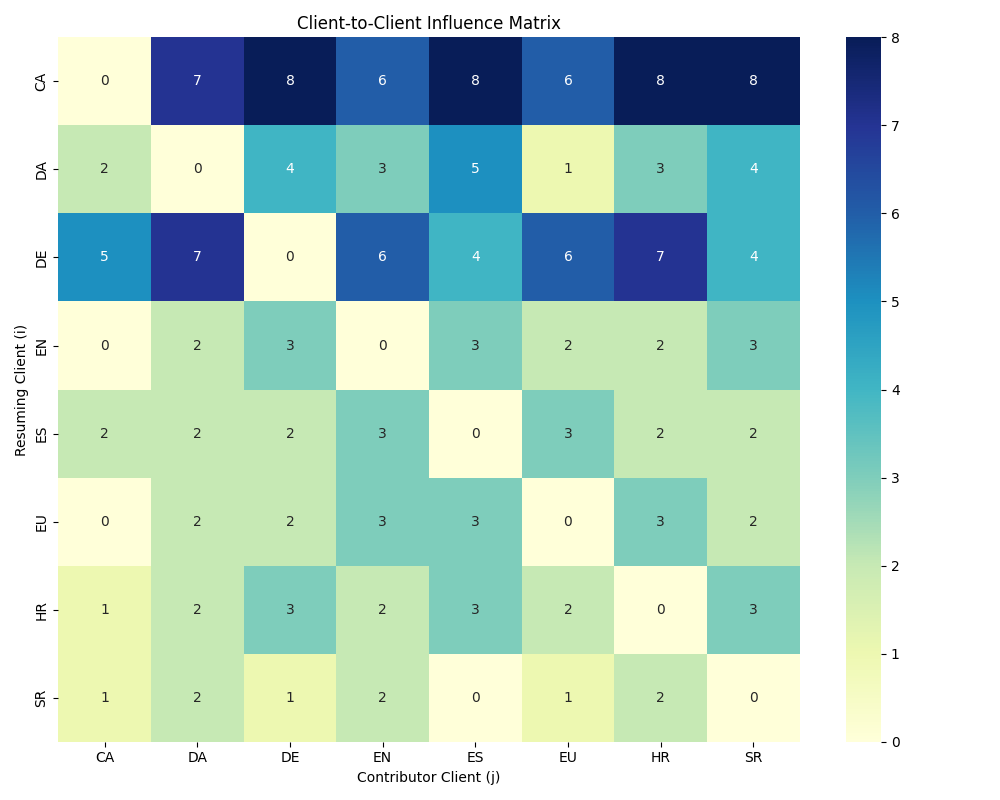 Client-to-Client Influence Matrix
Resuming Client (i)
CA 0 7 8 6 8 6 8 8
DA 2 0 4 3 5 1 3 4
DE 5 7 0 6 4 6 7 4
EN 0 2 3 0 3 2 2 3
ES 2 2 2 3 0 3 2 2
EU 0 2 2 3 3 0 3 2
HR 1 2 3 2 3 2 0 3
SR 1 2 1 2 0 1 2 0
CA DA DE EN ES EU HR SR
Contributor Client (j)
8
7
6
5
4
3
2
1
0